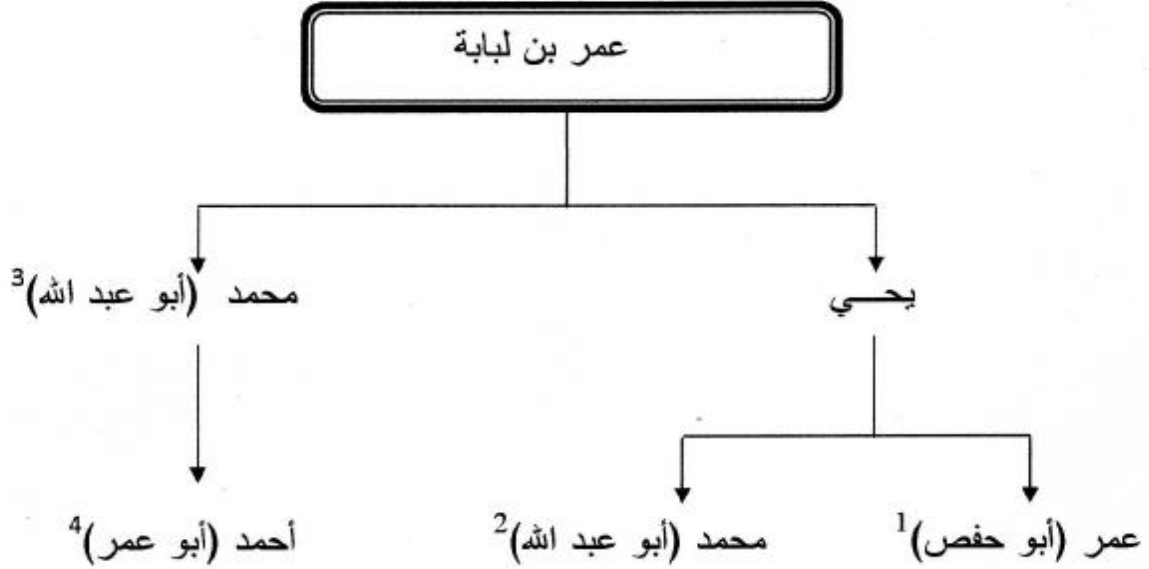 عمر بن لبابة
يحــــي
محمد (أبو عبد الله)3
عمر (أبو حفص)1
محمد (أبو عبد الله)2
أحمد (أبو عمر)4